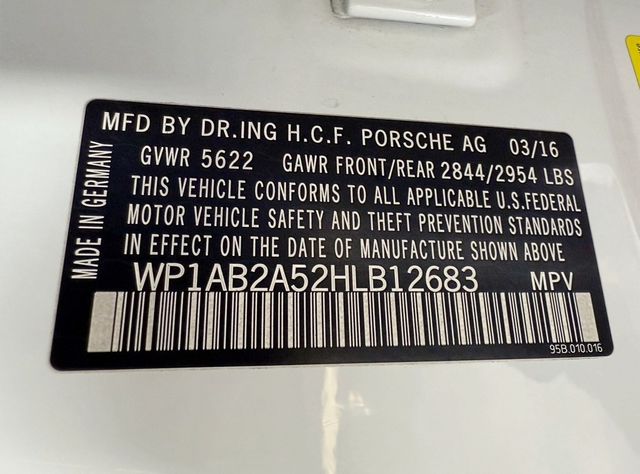 MFD BY DR.ING H.C.F. PORSCHE AG 03/16
GVWR 5622 GAWR FRONT/REAR 2844/2954 LBS
THIS VEHICLE CONFORMS TO ALL APPLICABLE U.S.FEDERAL
MOTOR VEHICLE SAFETY AND THEFT PREVENTION STANDARDS
IN EFFECT ON THE DATE OF MANUFACTURE SHOWN ABOVE
WP1AB2A52HLB12683 MPV
95B.010.016
MADE IN GERMANY